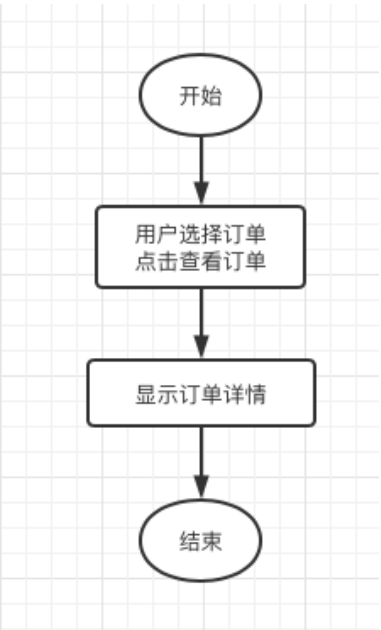 开始
用户选择订单
点击查看订单
显示订单详情
结束